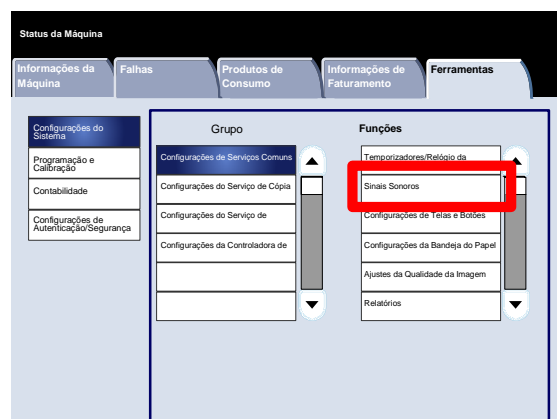 Status da Máquina
Informações da
Máquina
Falhas
Produtos de
Consumo
Informações de
Faturamento
Ferramentas
Configurações do
Sistema
Programação e
Calibração
Contabilidade
Configurações de
Autenticação/Segurança
Grupo
Configurações de Serviços Comuns
Configurações do Serviço de Cópia
Configurações do Serviço de
Configurações da Controladora de
Funções
Temporizadores/Relógio da
Sinais Sonoros
Configurações de Telas e Botões
Configurações da Bandeja do Papel
Ajustes da Qualidade da Imagem
Relatórios